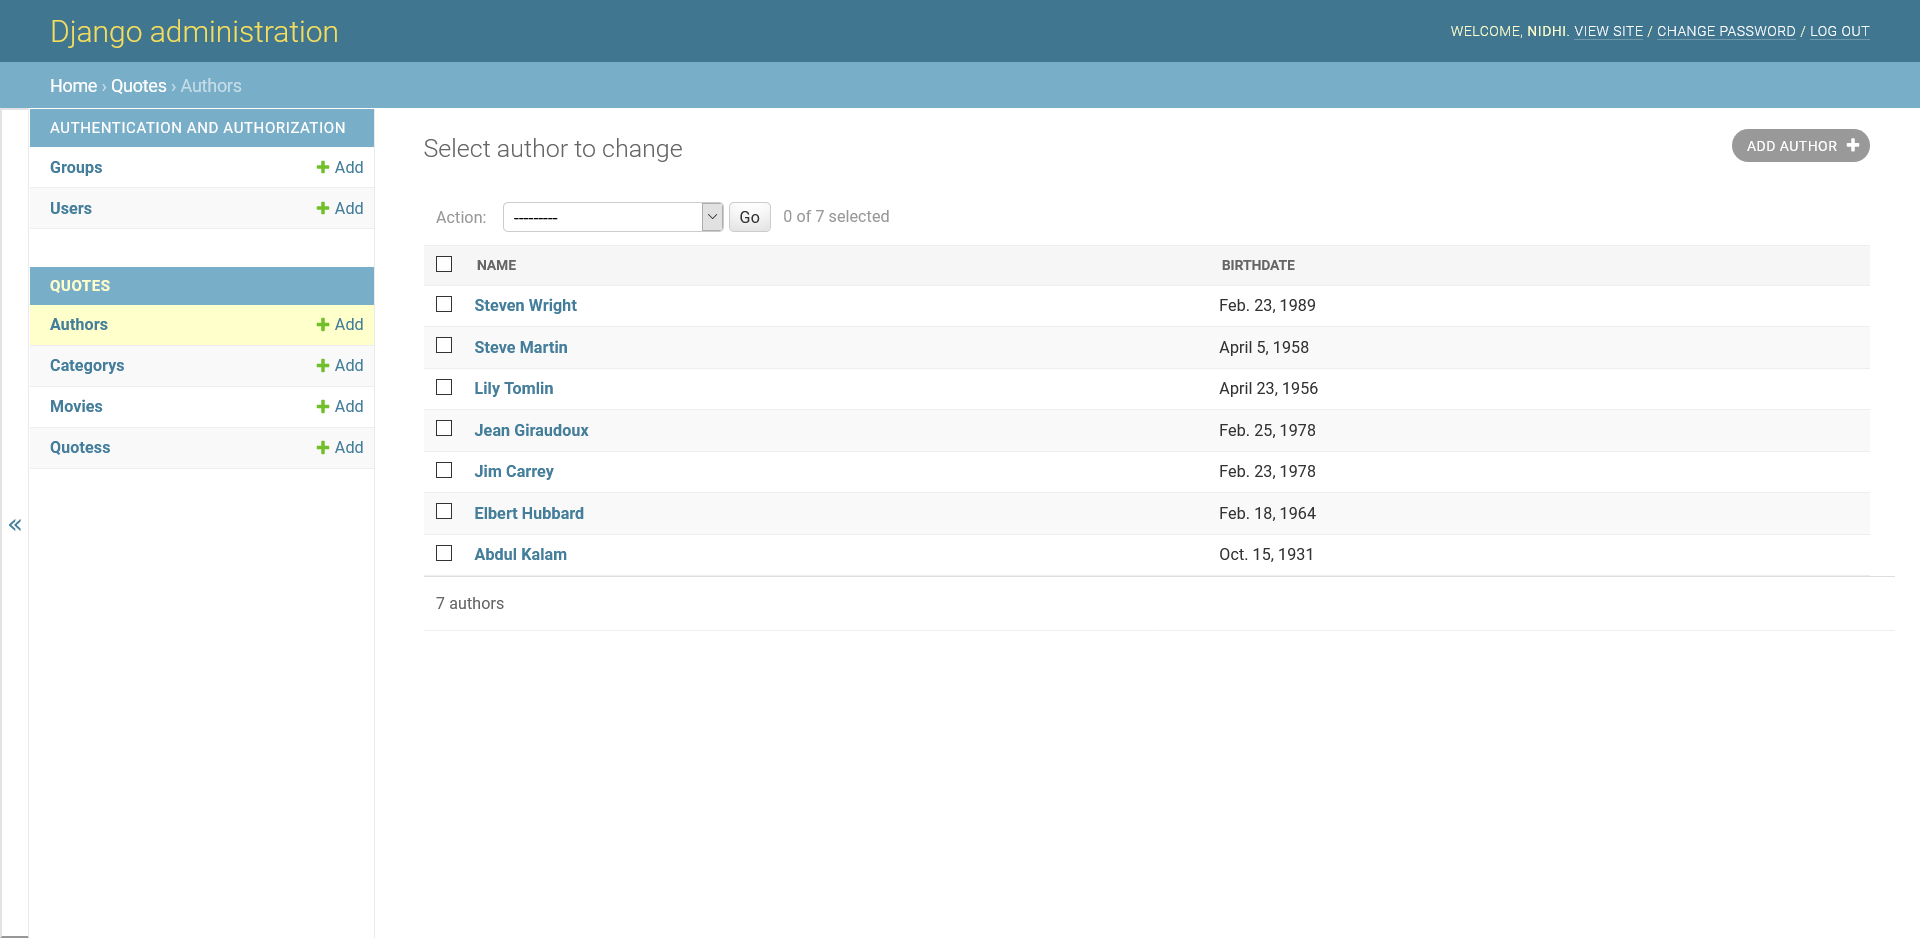 Django administration
WELCOME, NIDHI. VIEW SITE / CHANGE PASSWORD / LOG OUT
Home › Quotes › Authors
AUTHENTICATION AND AUTHORIZATION
Groups + Add
Users + Add
QUOTES
Authors + Add
Categorys + Add
Movies + Add
Quotess + Add
«
Select author to change
ADD AUTHOR +
Action: --------- Go 0 of 7 selected
NAME BIRTHDATE
Steven Wright Feb. 23, 1989
Steve Martin April 5, 1958
Lily Tomlin April 23, 1956
Jean Giraudoux Feb. 25, 1978
Jim Carrey Feb. 23, 1978
Elbert Hubbard Feb. 18, 1964
Abdul Kalam Oct. 15, 1931
7 authors